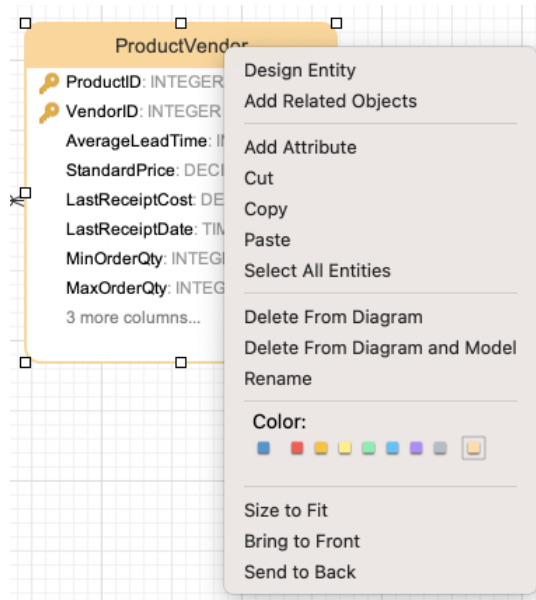 ProductVendor
ProductID: INTEGER
VendorID: INTEGER
AverageLeadTime:
StandardPrice:
LastReceiptCost:
LastReceiptDate:
MinOrderQty:
MaxOrderQty:
3 more columns...
Design Entity
Add Related Objects
Add Attribute
Cut
Copy
Paste
Select All Entities
Delete From Diagram
Delete From Diagram and Model
Rename
Color:
Size to Fit
Bring to Front
Send to Back